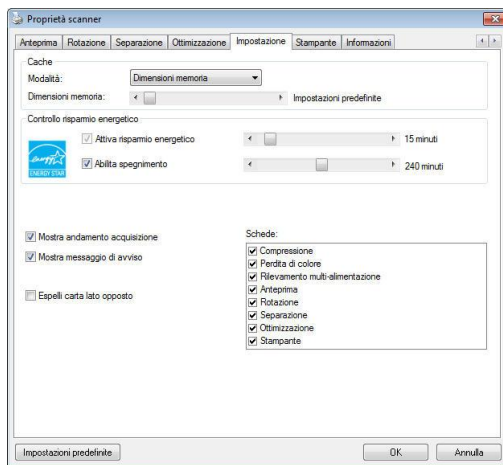 Proprietà scanner
Anteprima Rotazione Separazione Ottimizzazione Impostazione Stampante Informazioni
Cache
Modalità: Dimensioni memoria
Dimensioni memoria: Impostazioni predefinite
Controllo risparmio energetico
Attiva risparmio energetico 15 minuti
energy
ENERGY STAR
Abilita spegnimento 240 minuti
Mostra andamento acquisizione
Mostra messaggio di avviso
Espelli carta lato opposto
Schede:
Compressione
Perdita di colore
Rilevamento multi-alimentazione
Anteprima
Rotazione
Separazione
Ottimizzazione
Stampante
Impostazioni predefinite OK Annulla